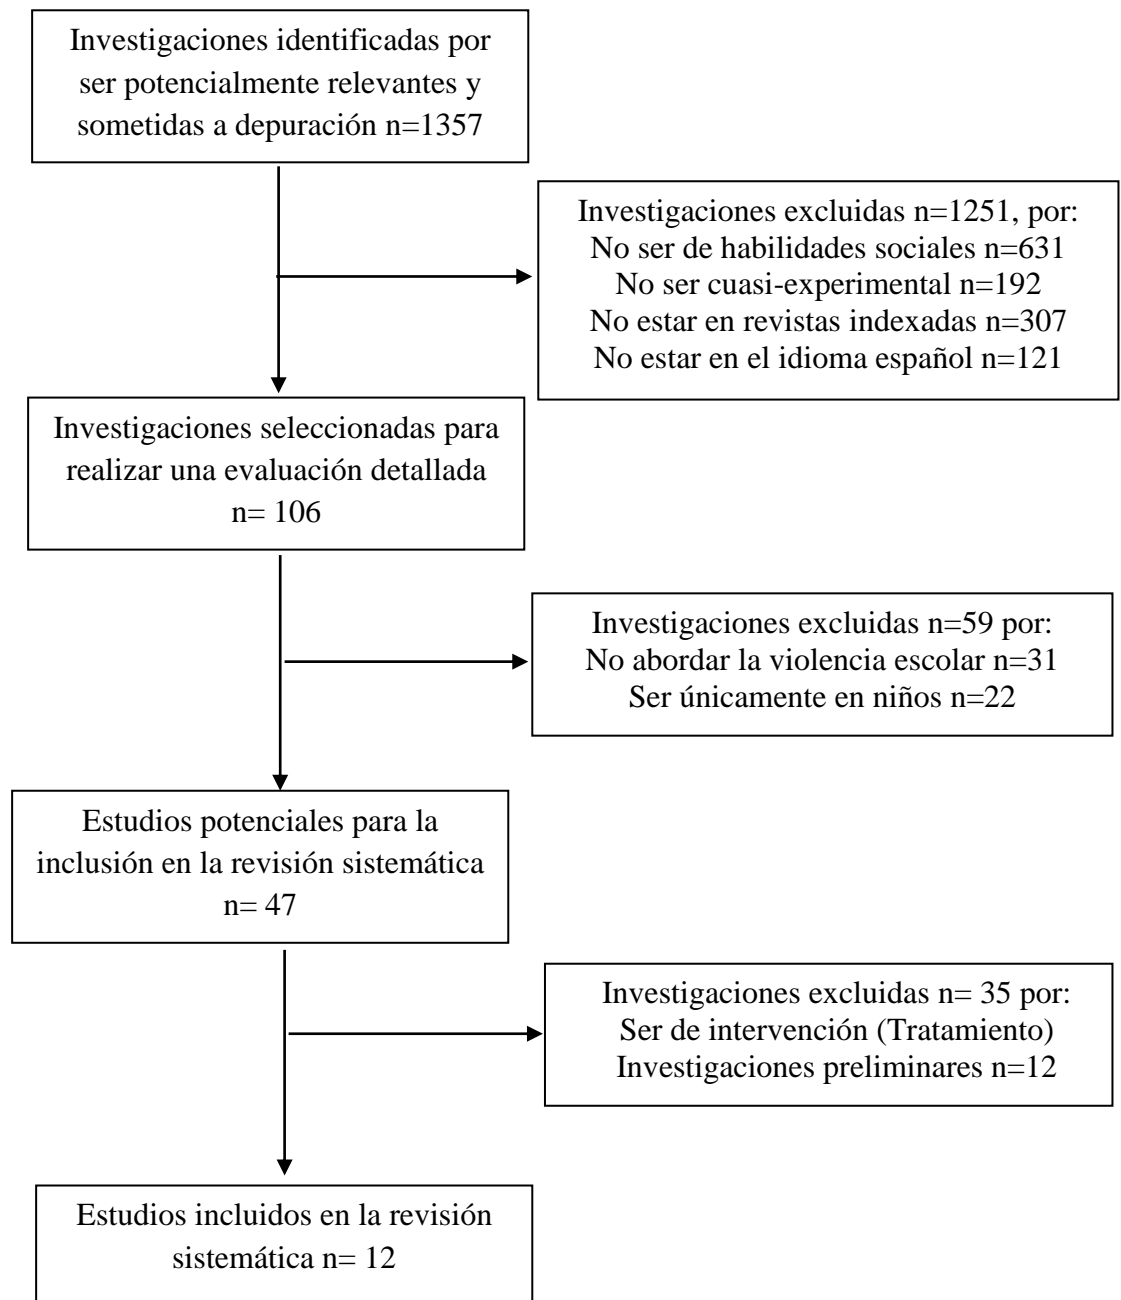 Investigaciones identificadas por
ser potencialmente relevantes y
sometidas a depuración n=1357
Investigaciones excluidas n=1251, por:
No ser de habilidades sociales n=631
No ser cuasi-experimental n=192
No estar en revistas indexadas n=307
No estar en el idioma español n=121
Investigaciones seleccionadas para
realizar una evaluación detallada
n= 106
Investigaciones excluidas n=59 por:
No abordar la violencia escolar n=31
Ser únicamente en niños n=22
Estudios potenciales para la
inclusión en la revisión sistemática
n= 47
Investigaciones excluidas n= 35 por:
Ser de intervención (Tratamiento)
Investigaciones preliminares n=12
Estudios incluidos en la revisión
sistemática n= 12